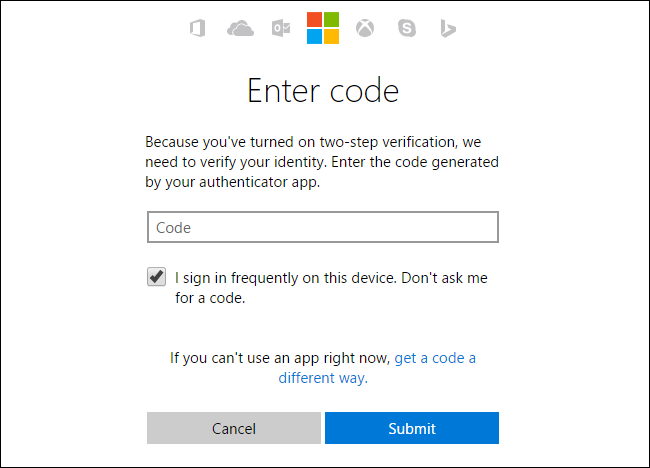 Enter code
Because you've turned on two-step verification, we
need to verify your identity. Enter the code generated
by your authenticator app.
Code
I sign in frequently on this device. Don't ask me
for a code.
If you can't use an app right now, get a code a
different way.
Cancel
Submit